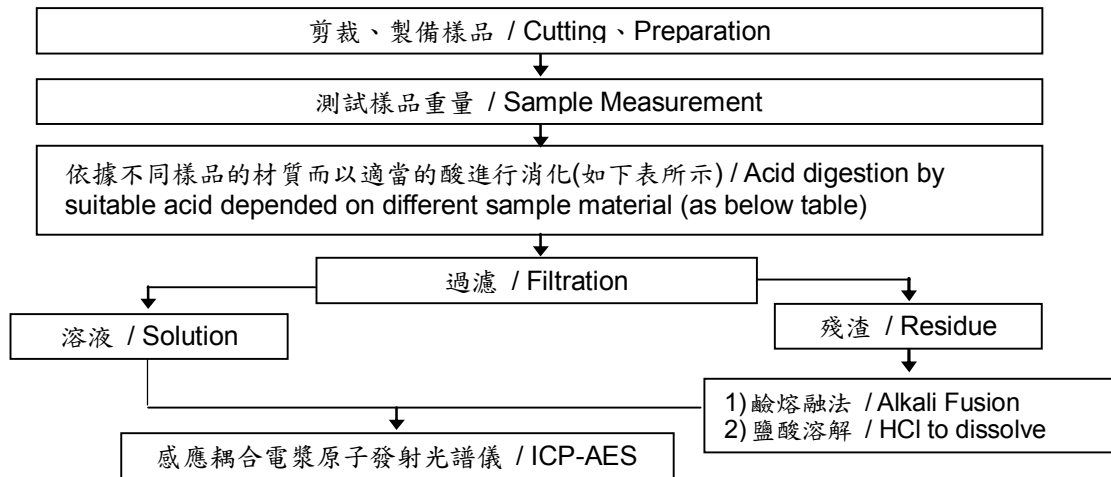 剪裁、製備樣品 / Cutting、Preparation
測試樣品重量 / Sample Measurement
依據不同樣品的材質而以適當的酸進行消化(如下表所示) / Acid digestion by
suitable acid depended on different sample material (as below table)
過濾 / Filtration
溶液 / Solution
殘渣 / Residue
1) 鹼熔融法 / Alkali Fusion
2) 鹽酸溶解 / HCl to dissolve
感應耦合電漿原子發射光譜儀 / ICP-AES